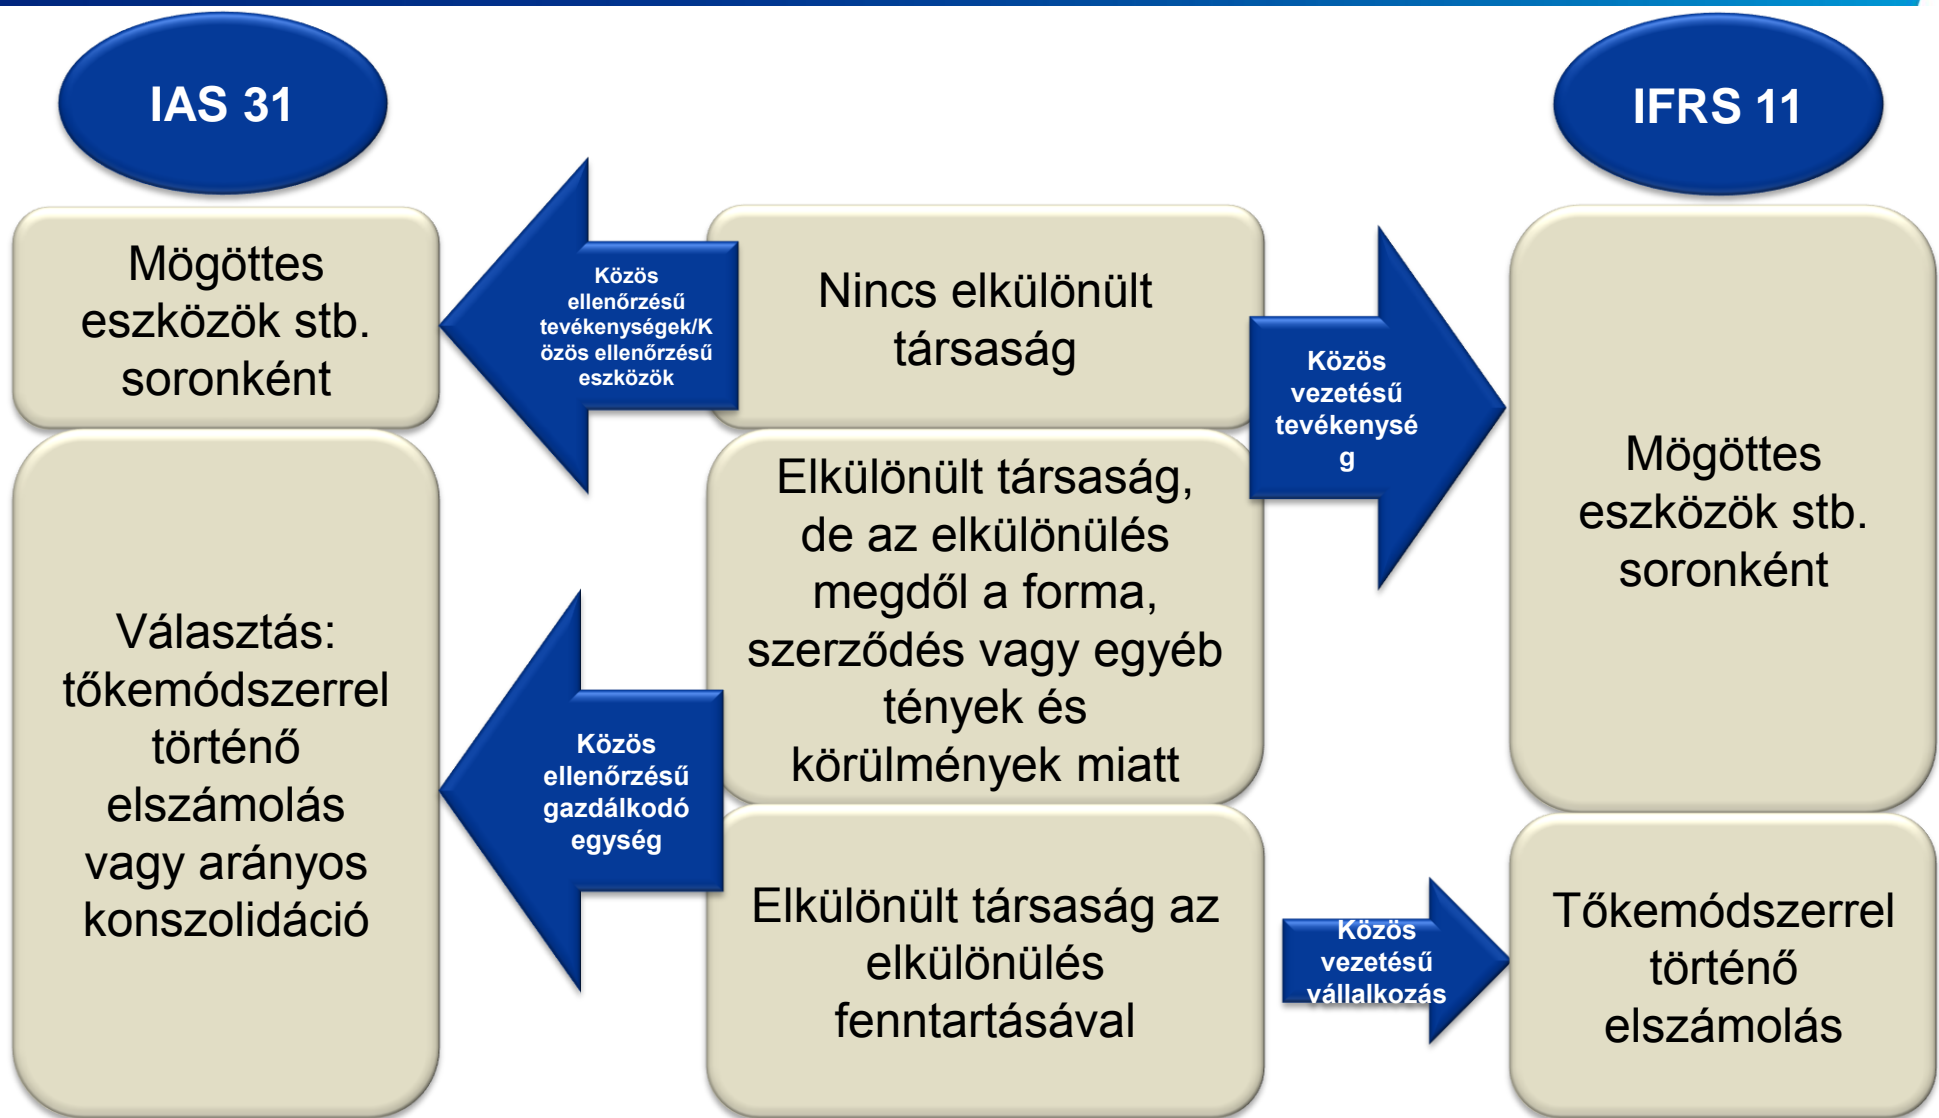 IAS 31
IFRS 11
Mögöttes
eszközök stb.
soronként
Közös
ellenőrzésű
tevékenységek/K
özös ellenőrzésű
eszközök
Nincs elkülönült
társaság
Közös
vezetésű
tevékenysé
g
Mögöttes
eszközök stb.
soronként
Választás:
tőkemódszerrel
történő
elszámolás
vagy arányos
konszolidáció
Közös
ellenőrzésű
gazdálkodó
egység
Elkülönült társaság,
de az elkülönülés
megdől a forma,
szerződés vagy egyéb
tények és
körülmények miatt
Elkülönült társaság az
elkülönülés
fenntartásával
Közös
vezetésű
vállalkozás
Tőkemódszerrel
történő
elszámolás